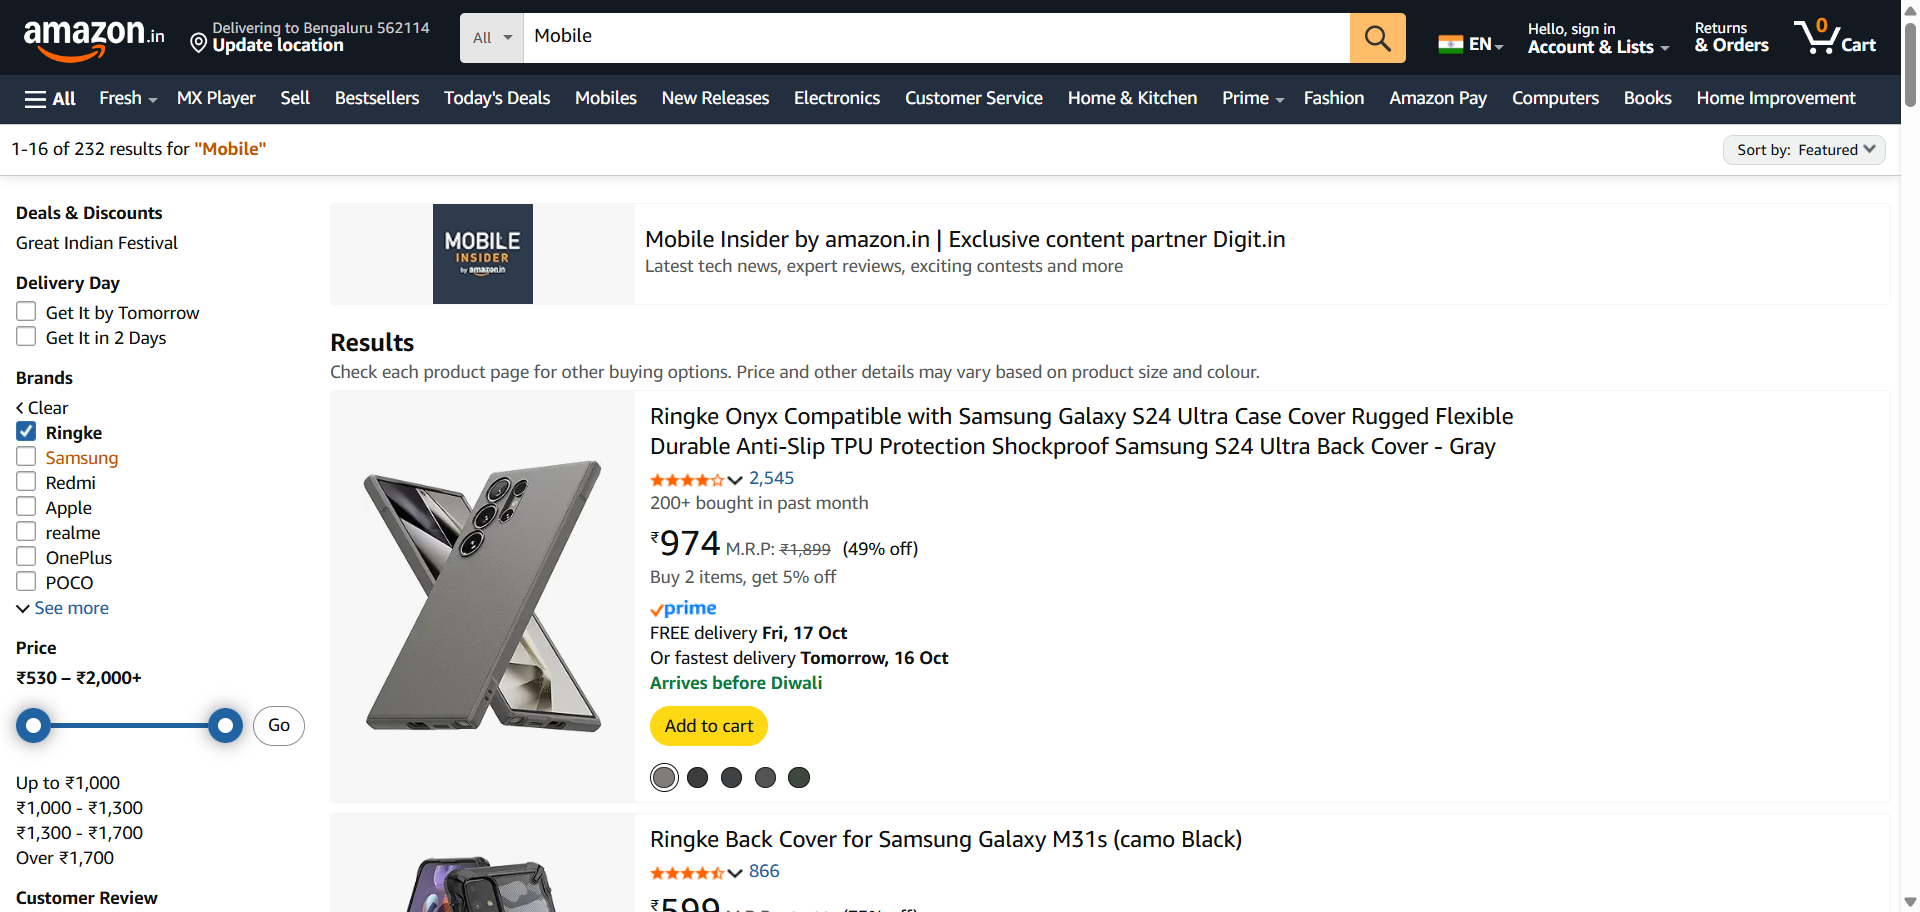 amazon.in
Delivering to Bengaluru 562114
Update location
All
Mobile
EN
Hello, sign in
Account & Lists
Returns
& Orders
0
Cart
All
Fresh
MX Player
Sell
Bestsellers
Today's Deals
Mobiles
New Releases
Electronics
Customer Service
Home & Kitchen
Prime
Fashion
Amazon Pay
Computers
Books
Home Improvement
1-16 of 232 results for "Mobile"
Sort by: Featured
Deals & Discounts
Great Indian Festival
Delivery Day
Get It by Tomorrow
Get It in 2 Days
Brands
Clear
Ringke
Samsung
Redmi
Apple
realme
OnePlus
POCO
See more
Price
₹530 – ₹2,000+
Go
Up to ₹1,000
₹1,000 - ₹1,300
₹1,300 - ₹1,700
Over ₹1,700
Customer Review
MOBILE
INSIDER
by amazon.in
Mobile Insider by amazon.in | Exclusive content partner Digit.in
Latest tech news, expert reviews, exciting contests and more
Results
Check each product page for other buying options. Price and other details may vary based on product size and colour.
Ringke Onyx Compatible with Samsung Galaxy S24 Ultra Case Cover Rugged Flexible
Durable Anti-Slip TPU Protection Shockproof Samsung S24 Ultra Back Cover - Gray
2,545
200+ bought in past month
₹974 M.R.P: ₹1,899 (49% off)
Buy 2 items, get 5% off
prime
FREE delivery Fri, 17 Oct
Or fastest delivery Tomorrow, 16 Oct
Arrives before Diwali
Add to cart
Ringke Back Cover for Samsung Galaxy M31s (camo Black)
866
₹599